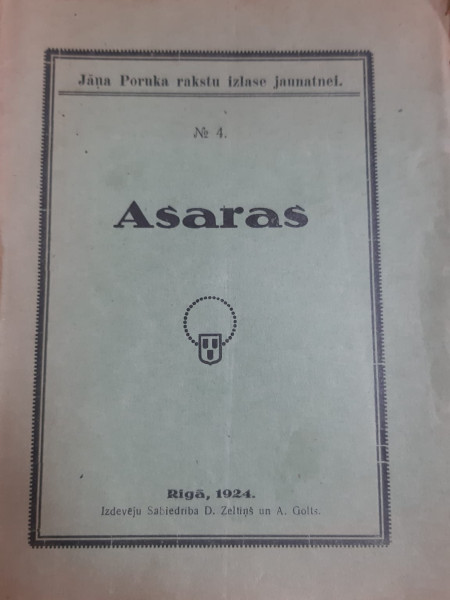 Jāņa Poruka rakstu izlase jaunatnei.
№ 4.
Asaras
Rīgā, 1924.
Izdevēju Sabiedrība D. Zeltiņš un A. Golts.